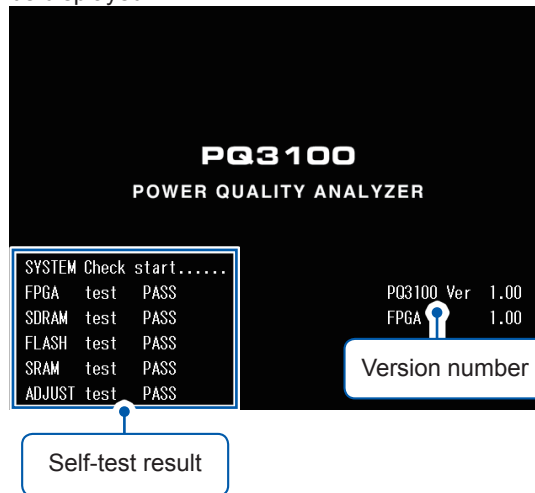 PQ3100
POWER QUALITY ANALYZER
SYSTEM Check start......
FPGA test PASS
SDRAM test PASS
FLASH test PASS
SRAM test PASS
ADJUST test PASS
PQ3100 Ver 1.00
FPGA 1.00
Version number
Self-test result